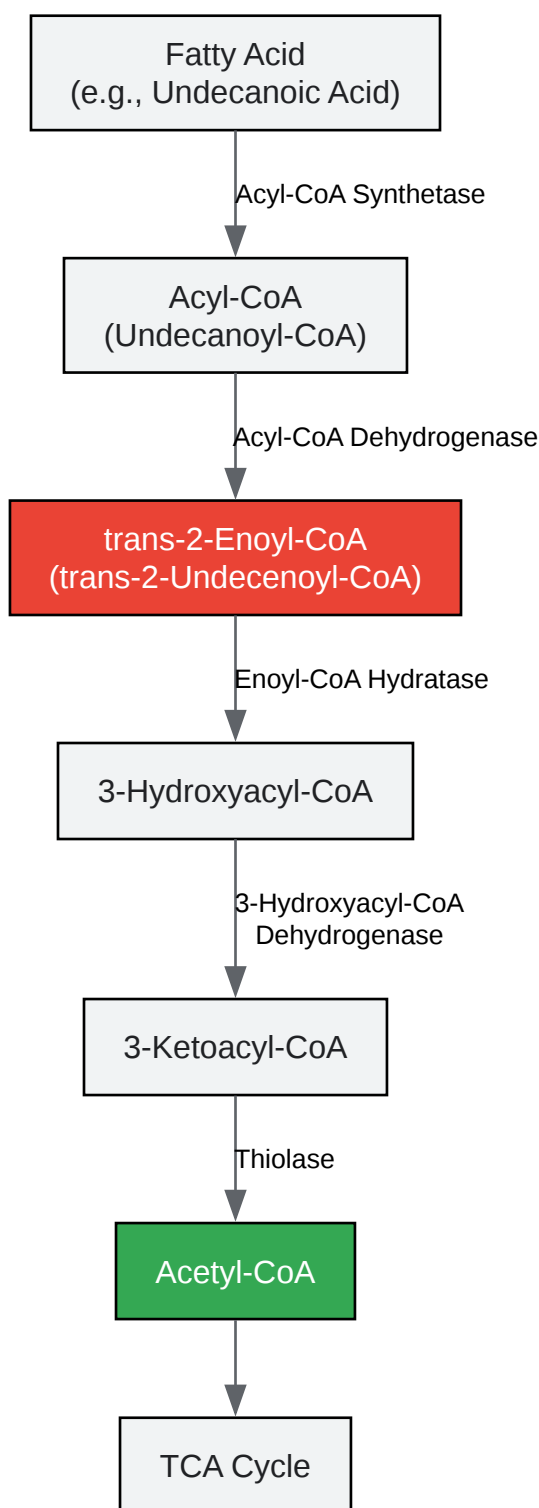 Fatty Acid
(e.g., Undecanoic Acid)
Acyl-CoA Synthetase
Acyl-CoA
(Undecanoyl-CoA)
Acyl-CoA Dehydrogenase
trans-2-Enoyl-CoA
(trans-2-Undecenoyl-CoA)
Enoyl-CoA Hydratase
3-Hydroxyacyl-CoA
3-Hydroxyacyl-CoA
Dehydrogenase
3-Ketoacyl-CoA
Thiolase
Acetyl-CoA
TCA Cycle